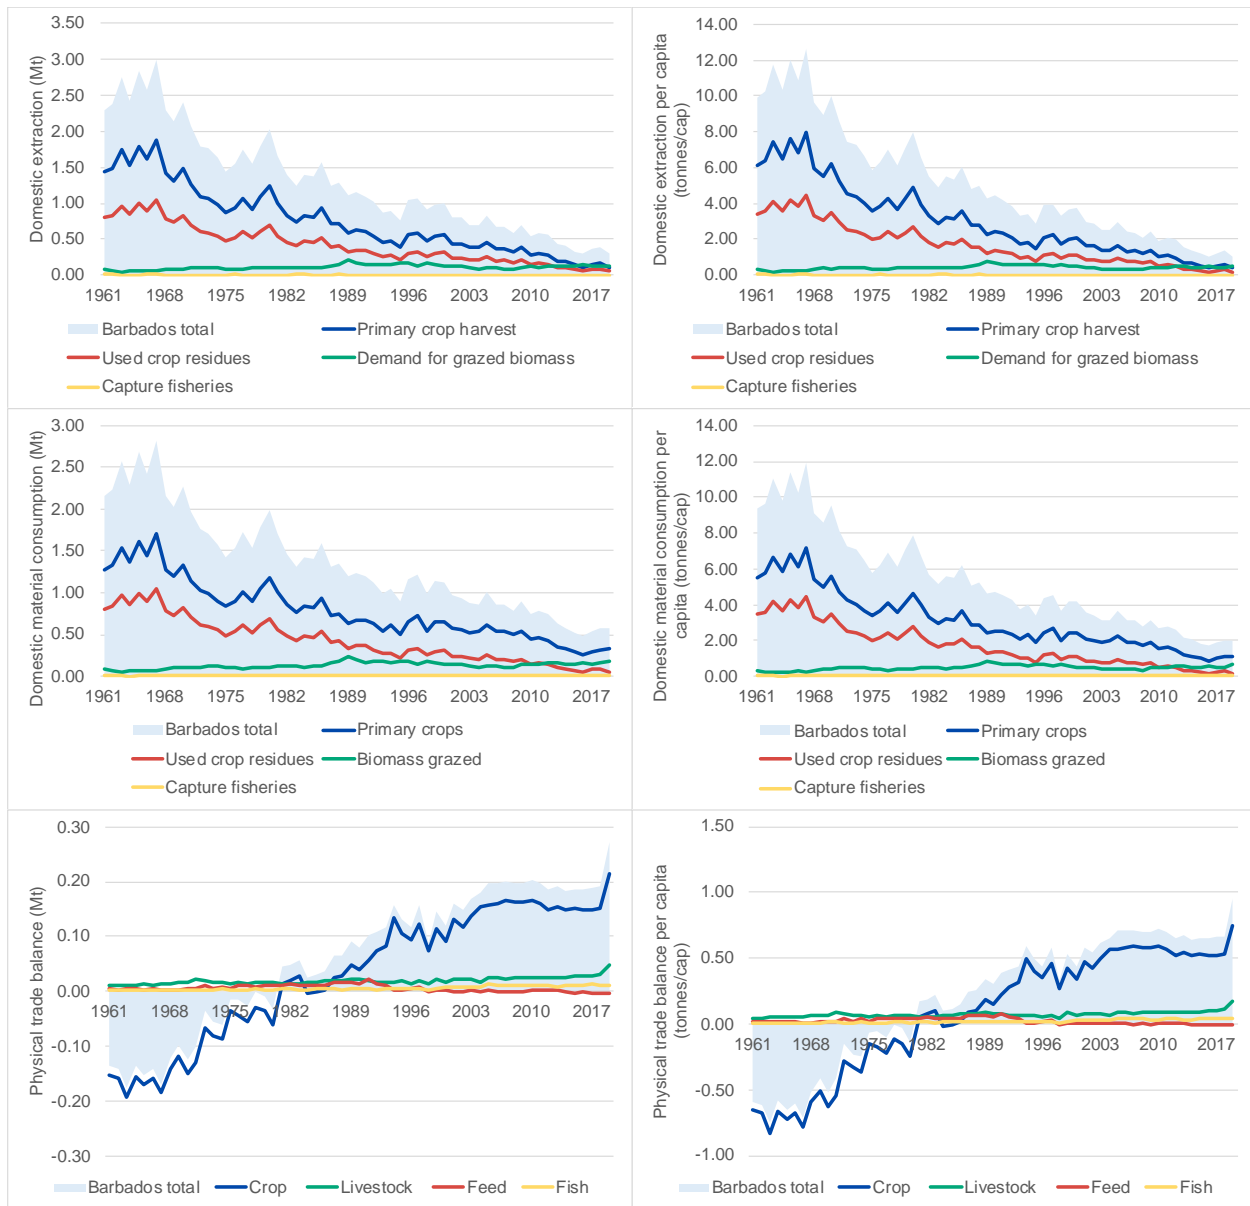 Domestic extraction (Mt)
3.50
3.00
2.50
2.00
1.50
1.00
0.50
0.00
1961 1968 1975 1982 1989 1996 2003 2010 2017
Barbados total Primary crop harvest
Used crop residues Demand for grazed biomass
Capture fisheries
Domestic extraction per capita
(tonnes/cap)
14.00
12.00
10.00
8.00
6.00
4.00
2.00
0.00
1961 1968 1975 1982 1989 1996 2003 2010 2017
Barbados total Primary crop harvest
Used crop residues Demand for grazed biomass
Capture fisheries
Domestic material consumption (Mt)
3.00
2.50
2.00
1.50
1.00
0.50
0.00
1961 1968 1975 1982 1989 1996 2003 2010 2017
Barbados total Primary crops
Used crop residues Biomass grazed
Capture fisheries
Domestic material consumption per
capita (tonnes/cap)
14.00
12.00
10.00
8.00
6.00
4.00
2.00
0.00
1961 1968 1975 1982 1989 1996 2003 2010 2017
Barbados total Primary crops
Used crop residues Biomass grazed
Capture fisheries
Physical trade balance (Mt)
0.30
0.20
0.10
0.00
-0.10
-0.20
-0.30
1961 1968 1975 1982 1989 1996 2003 2010 2017
Barbados total Crop Livestock Feed Fish
Physical trade balance per capita
(tonnes/cap)
1.50
1.00
0.50
0.00
-0.50
-1.00
1961 1968 1975 1982 1989 1996 2003 2010 2017
Barbados total Crop Livestock Feed Fish